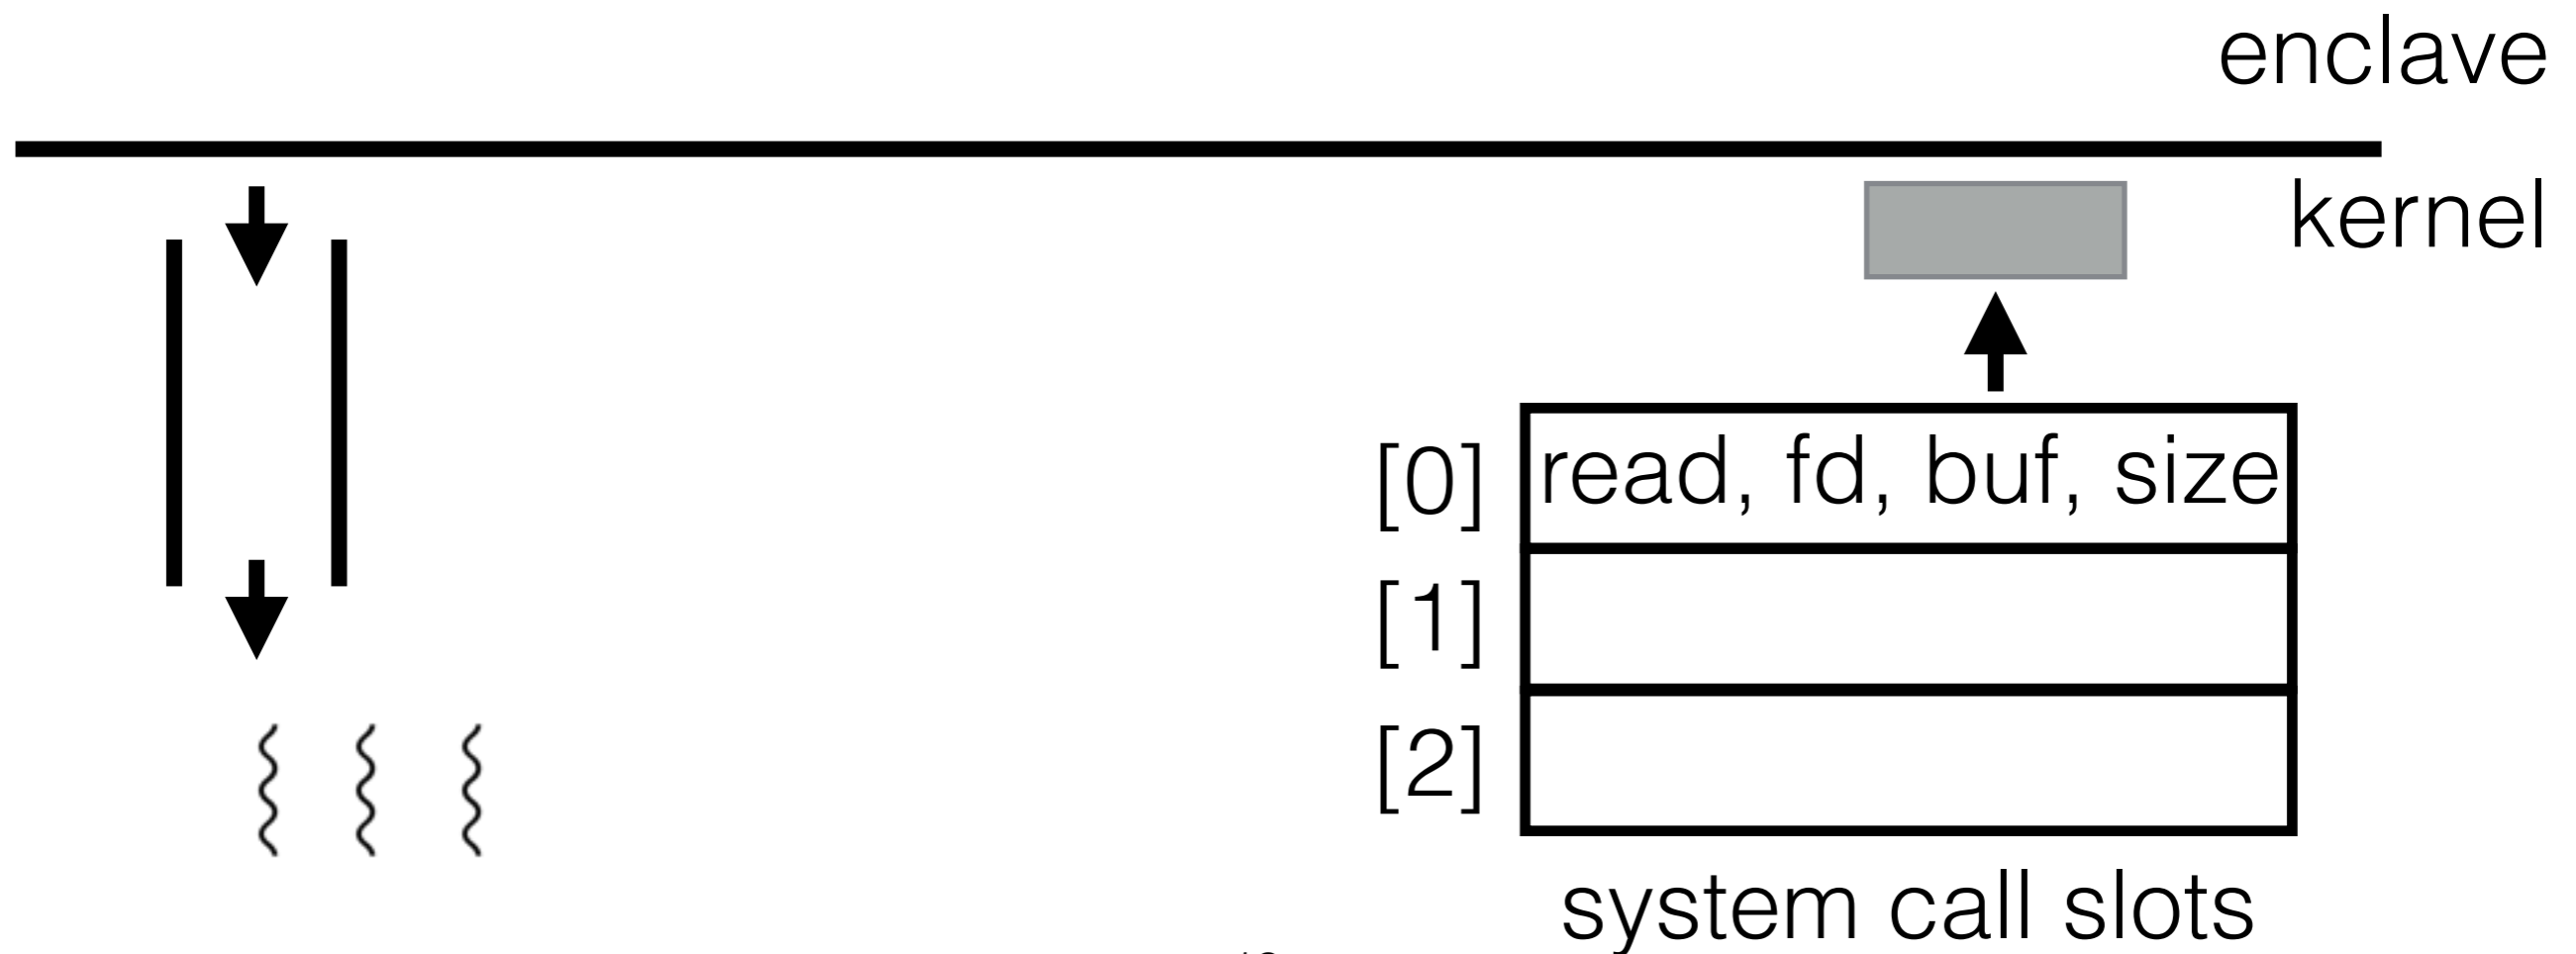 enclave
kernel
[0] read, fd, buf, size
[1]
[2]
system call slots